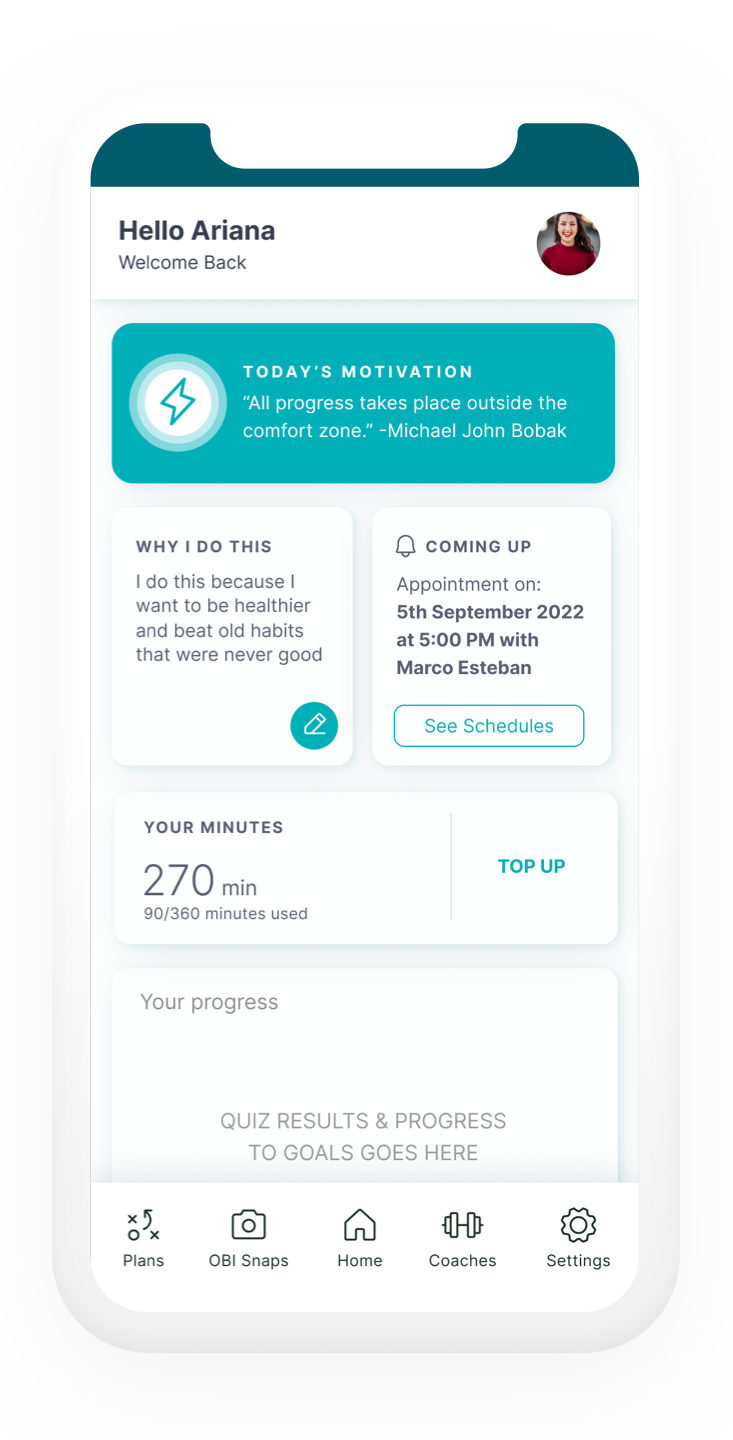 Hello Ariana
Welcome Back
TODAY’S MOTIVATION
“All progress takes place outside the
comfort zone.” -Michael John Bobak
WHY I DO THIS
I do this because I
want to be healthier
and beat old habits
that were never good
COMING UP
Appointment on:
5th September 2022
at 5:00 PM with
Marco Esteban
See Schedules
YOUR MINUTES
270 min
90/360 minutes used
TOP UP
Your progress
QUIZ RESULTS & PROGRESS
TO GOALS GOES HERE
Plans
OBI Snaps
Home
Coaches
Settings